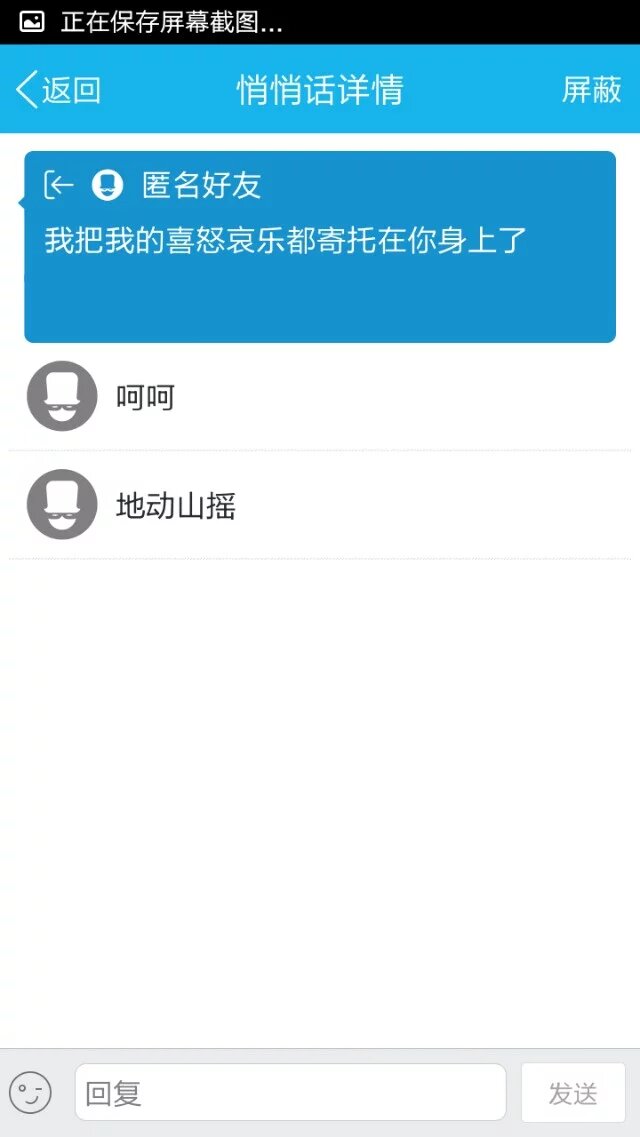 正在保存屏幕截图...
返回
悄悄话详情
屏蔽
匿名好友
我把我的喜怒哀乐都寄托在你身上了
呵呵
地动山摇
回复
发送